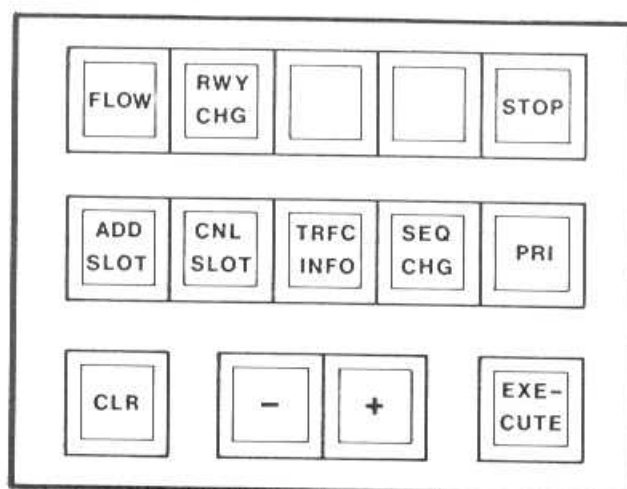 FLOW
RWY
CHG
STOP
ADD
SLOT
CNL
SLOT
TRFC
INFO
SEQ
CHG
PRI
CLR
-
+
EXE-
CUTE